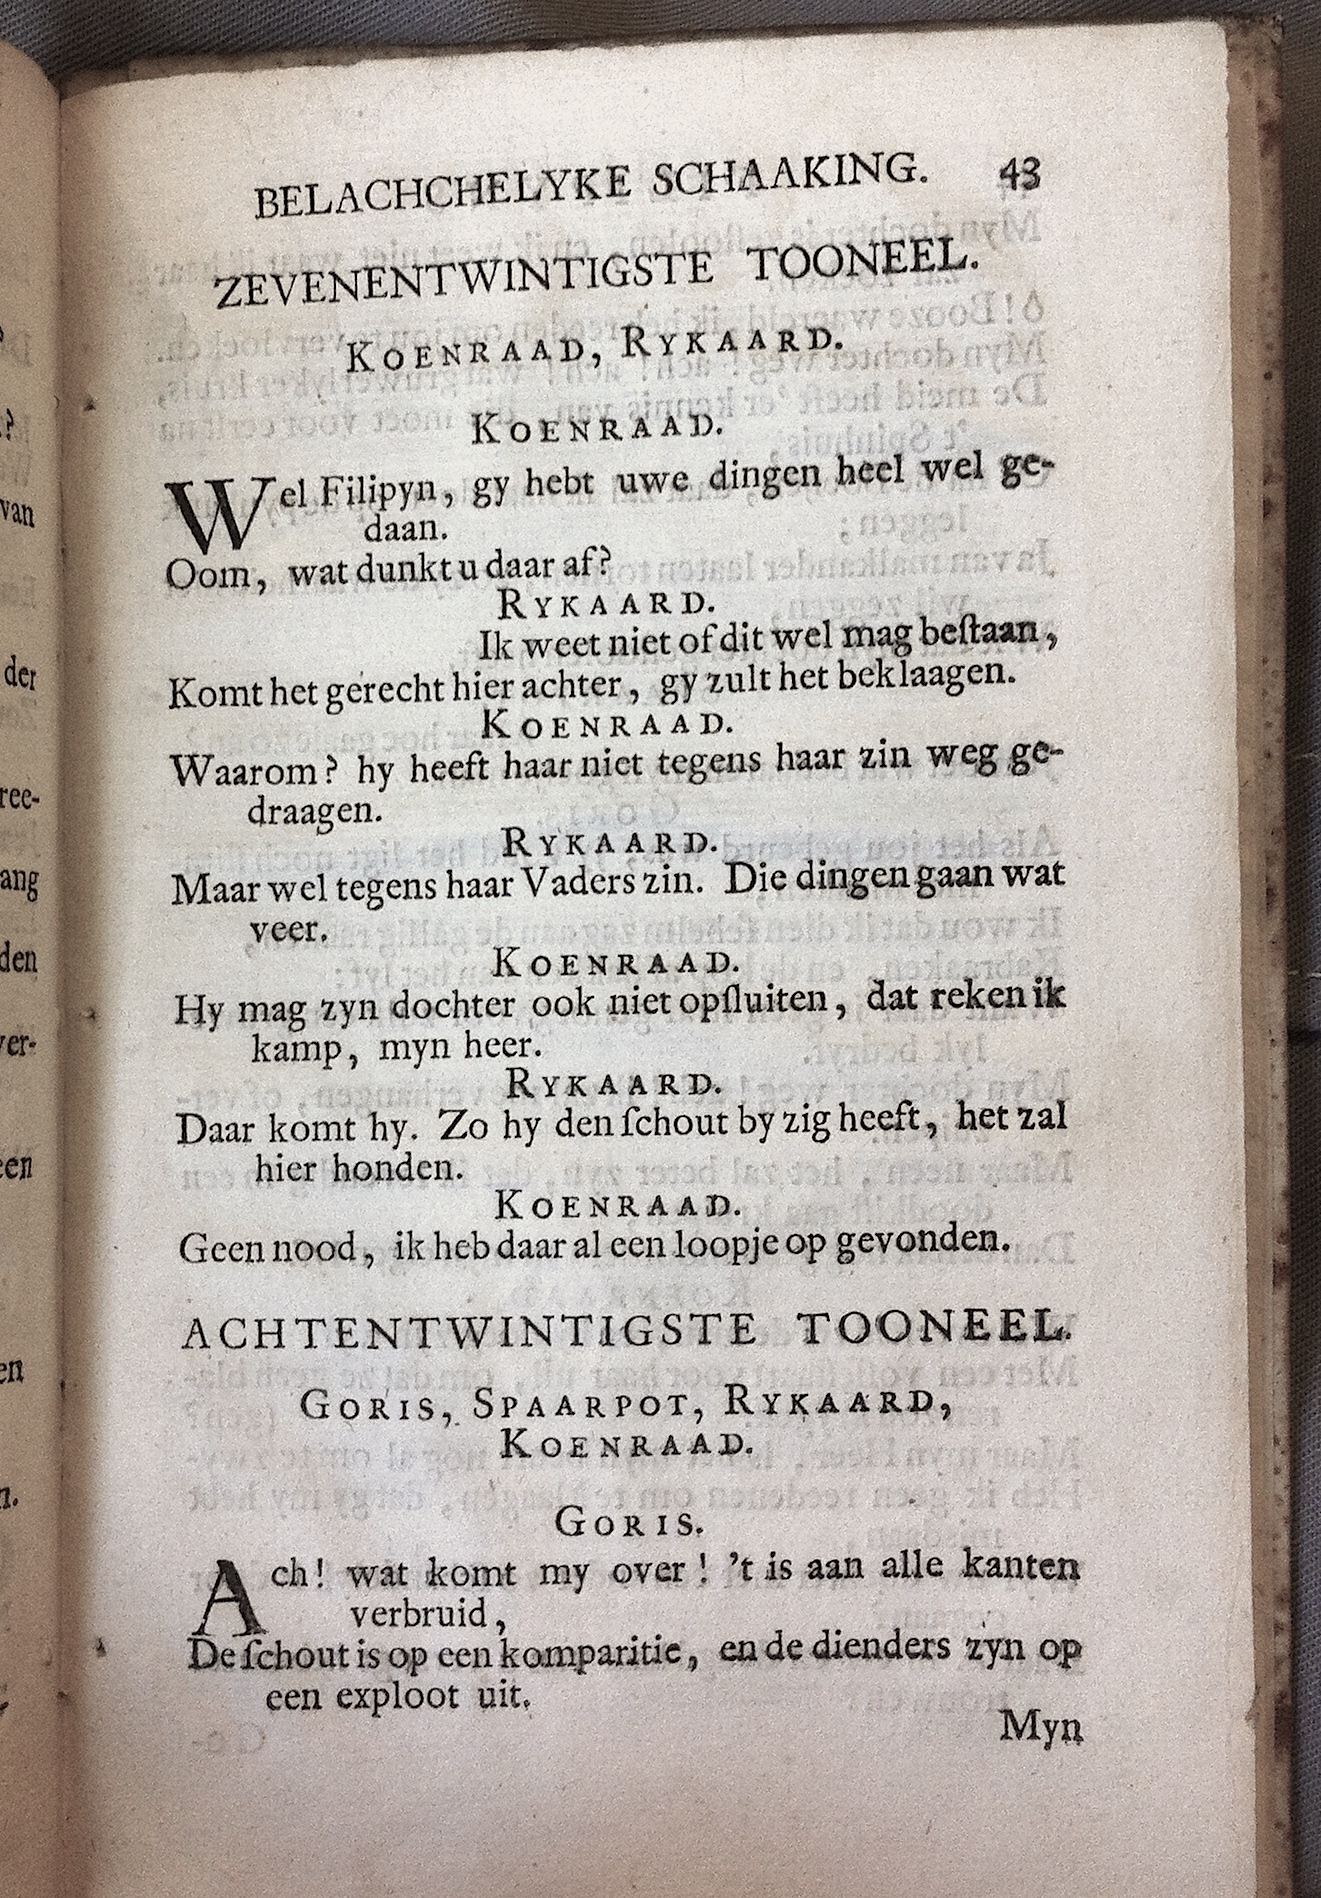 BELACHCHELYKE SCHAAKING. 43
ZEVENENTWINTIGSTE TOONEEL.
KOENRAAD, RYKAARD.
KOENRAAD.
Wel Filipyn, gy hebt uwe dingen heel wel ge-
daan.
Oom, wat dunkt u daar af?
RYKAARD.
Ik weet niet of dit wel mag beſtaan,
Komt het gerecht hier achter, gy zult het beklaagen.
KOENRAAD.
Waarom? hy heeft haar niet tegens haar zin weg ge-
draagen.
RYKAARD.
Maar wel tegens haar Vaders zin. Die dingen gaan wat
veer.
KOENRAAD.
Hy mag zyn dochter ook niet opſluiten, dat reken ik
kamp, myn heer.
RYKAARD.
Daar komt hy. Zo hy den ſchout by zig heeft, het zal
hier honden.
KOENRAAD.
Geen nood, ik heb daar al een loopje op gevonden.
ACHTENTWINTIGSTE TOONEEL.
GORIS, SPAARPOT, RYKAARD,
KOENRAAD.
GORIS.
Ach! wat komt my over! 't is aan alle kanten
verbruid,
De ſchout is op een komparitie, en de dienders zyn op
een exploot uit.
Myn